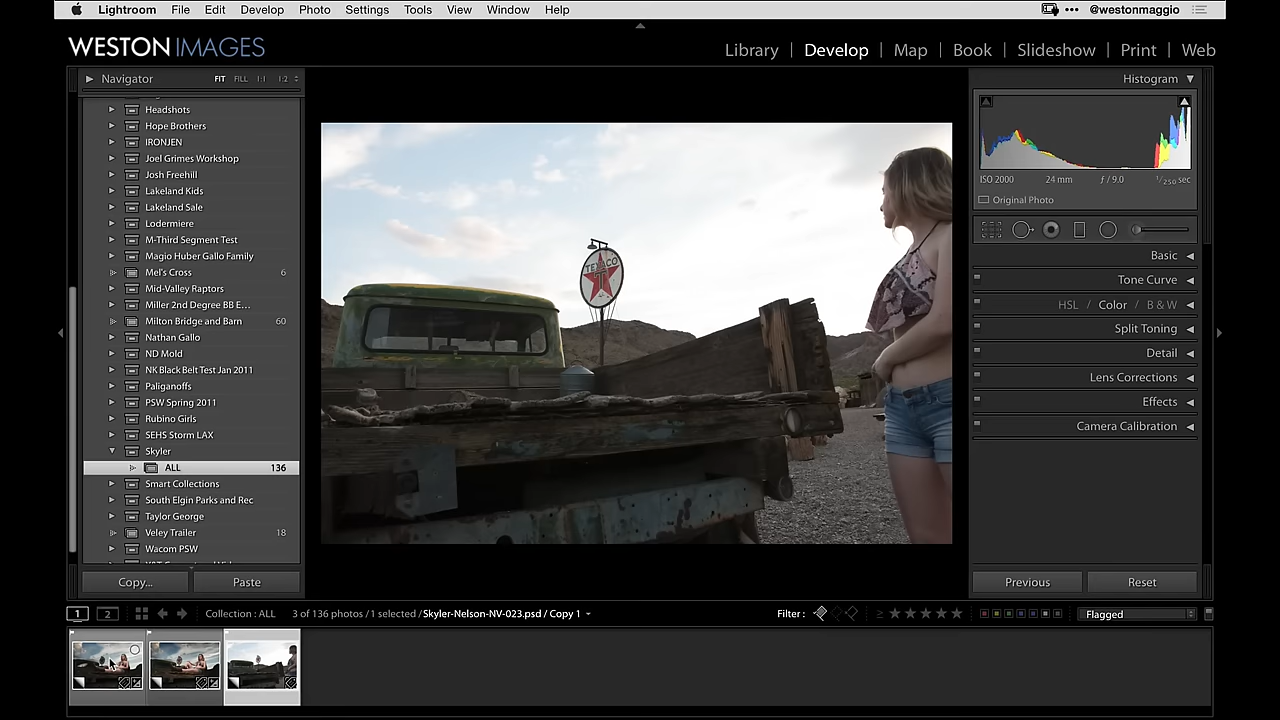 Lightroom File Edit Develop Photo Settings Tools View Window Help @westonmaggio
WESTON IMAGES
Library | Develop | Map | Book | Slideshow | Print | Web
Navigator FIT FILL 1:1 1:2
Histogram
Headshots
Hope Brothers
IRONJEN
Joel Grimes Workshop
Josh Freehill
Lakeland Kids
Lakeland Sale
Lodermiere
M-Third Segment Test
Magio Huber Gallo Family
Mel's Cross 6
Mid-Valley Raptors
Miller 2nd Degree BB E...
Milton Bridge and Barn 60
Nathan Gallo
ND Mold
NK Black Belt Test Jan 2011
Paliganoffs
PSW Spring 2011
Rubino Girls
SEHS Storm LAX
Skyler
ALL 136
Smart Collections
South Elgin Parks and Rec
Taylor George
Veley Trailer 18
Wacom PSW
Copy... Paste
TEXACO
T
ISO 2000 24 mm ƒ / 9.0 1/250 sec
Original Photo
Basic
Tone Curve
HSL / Color / B & W
Split Toning
Detail
Lens Corrections
Effects
Camera Calibration
Previous Reset
1 2 Collection : ALL 3 of 136 photos / 1 selected / Skyler-Nelson-NV-023.psd / Copy 1 Filter : ≥ Flagged